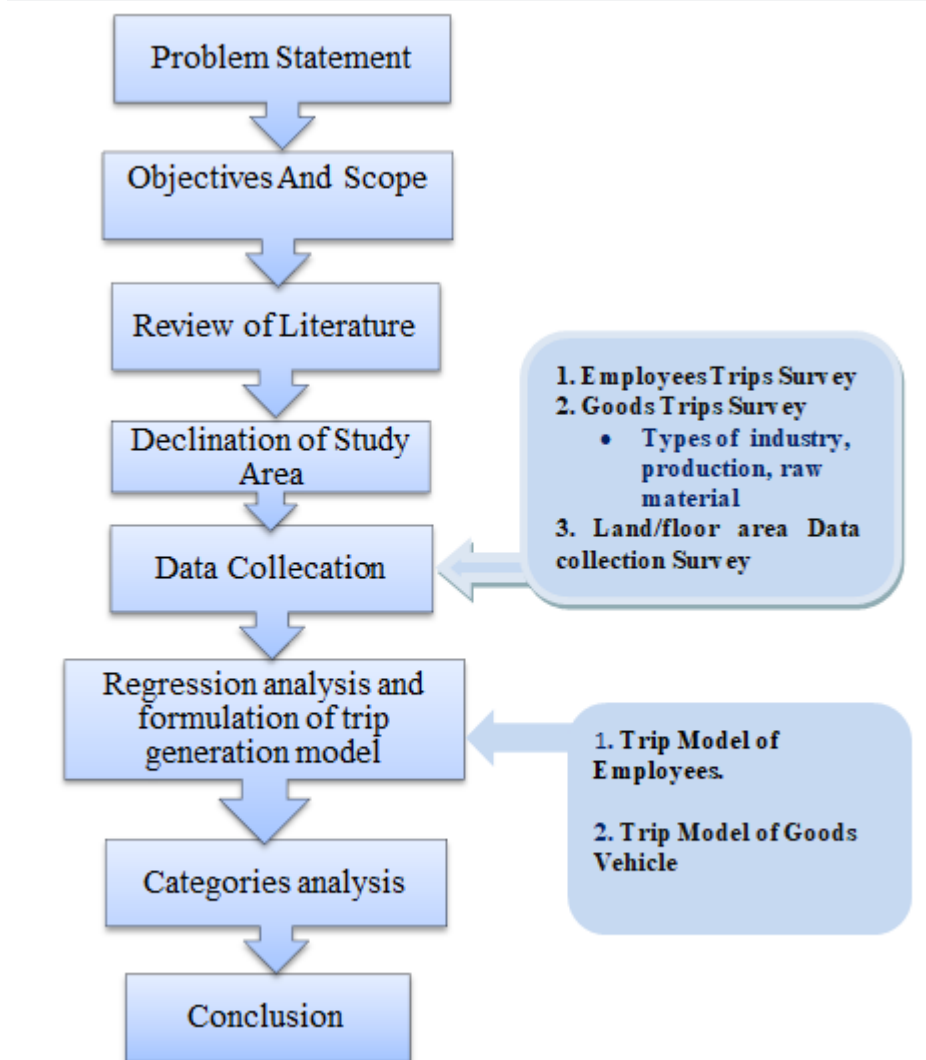 Problem Statement
Objectives And Scope
Review of Literature
Declination of Study
Area
Data Collecation
1. Employees Trips Survey
2. Goods Trips Survey
• Types of industry,
production, raw
material
3. Land/floor area Data
collection Survey
Regression analysis and
formulation of trip
generation model
1. Trip Model of
Employees.
2. Trip Model of Goods
Vehicle
Categories analysis
Conclusion